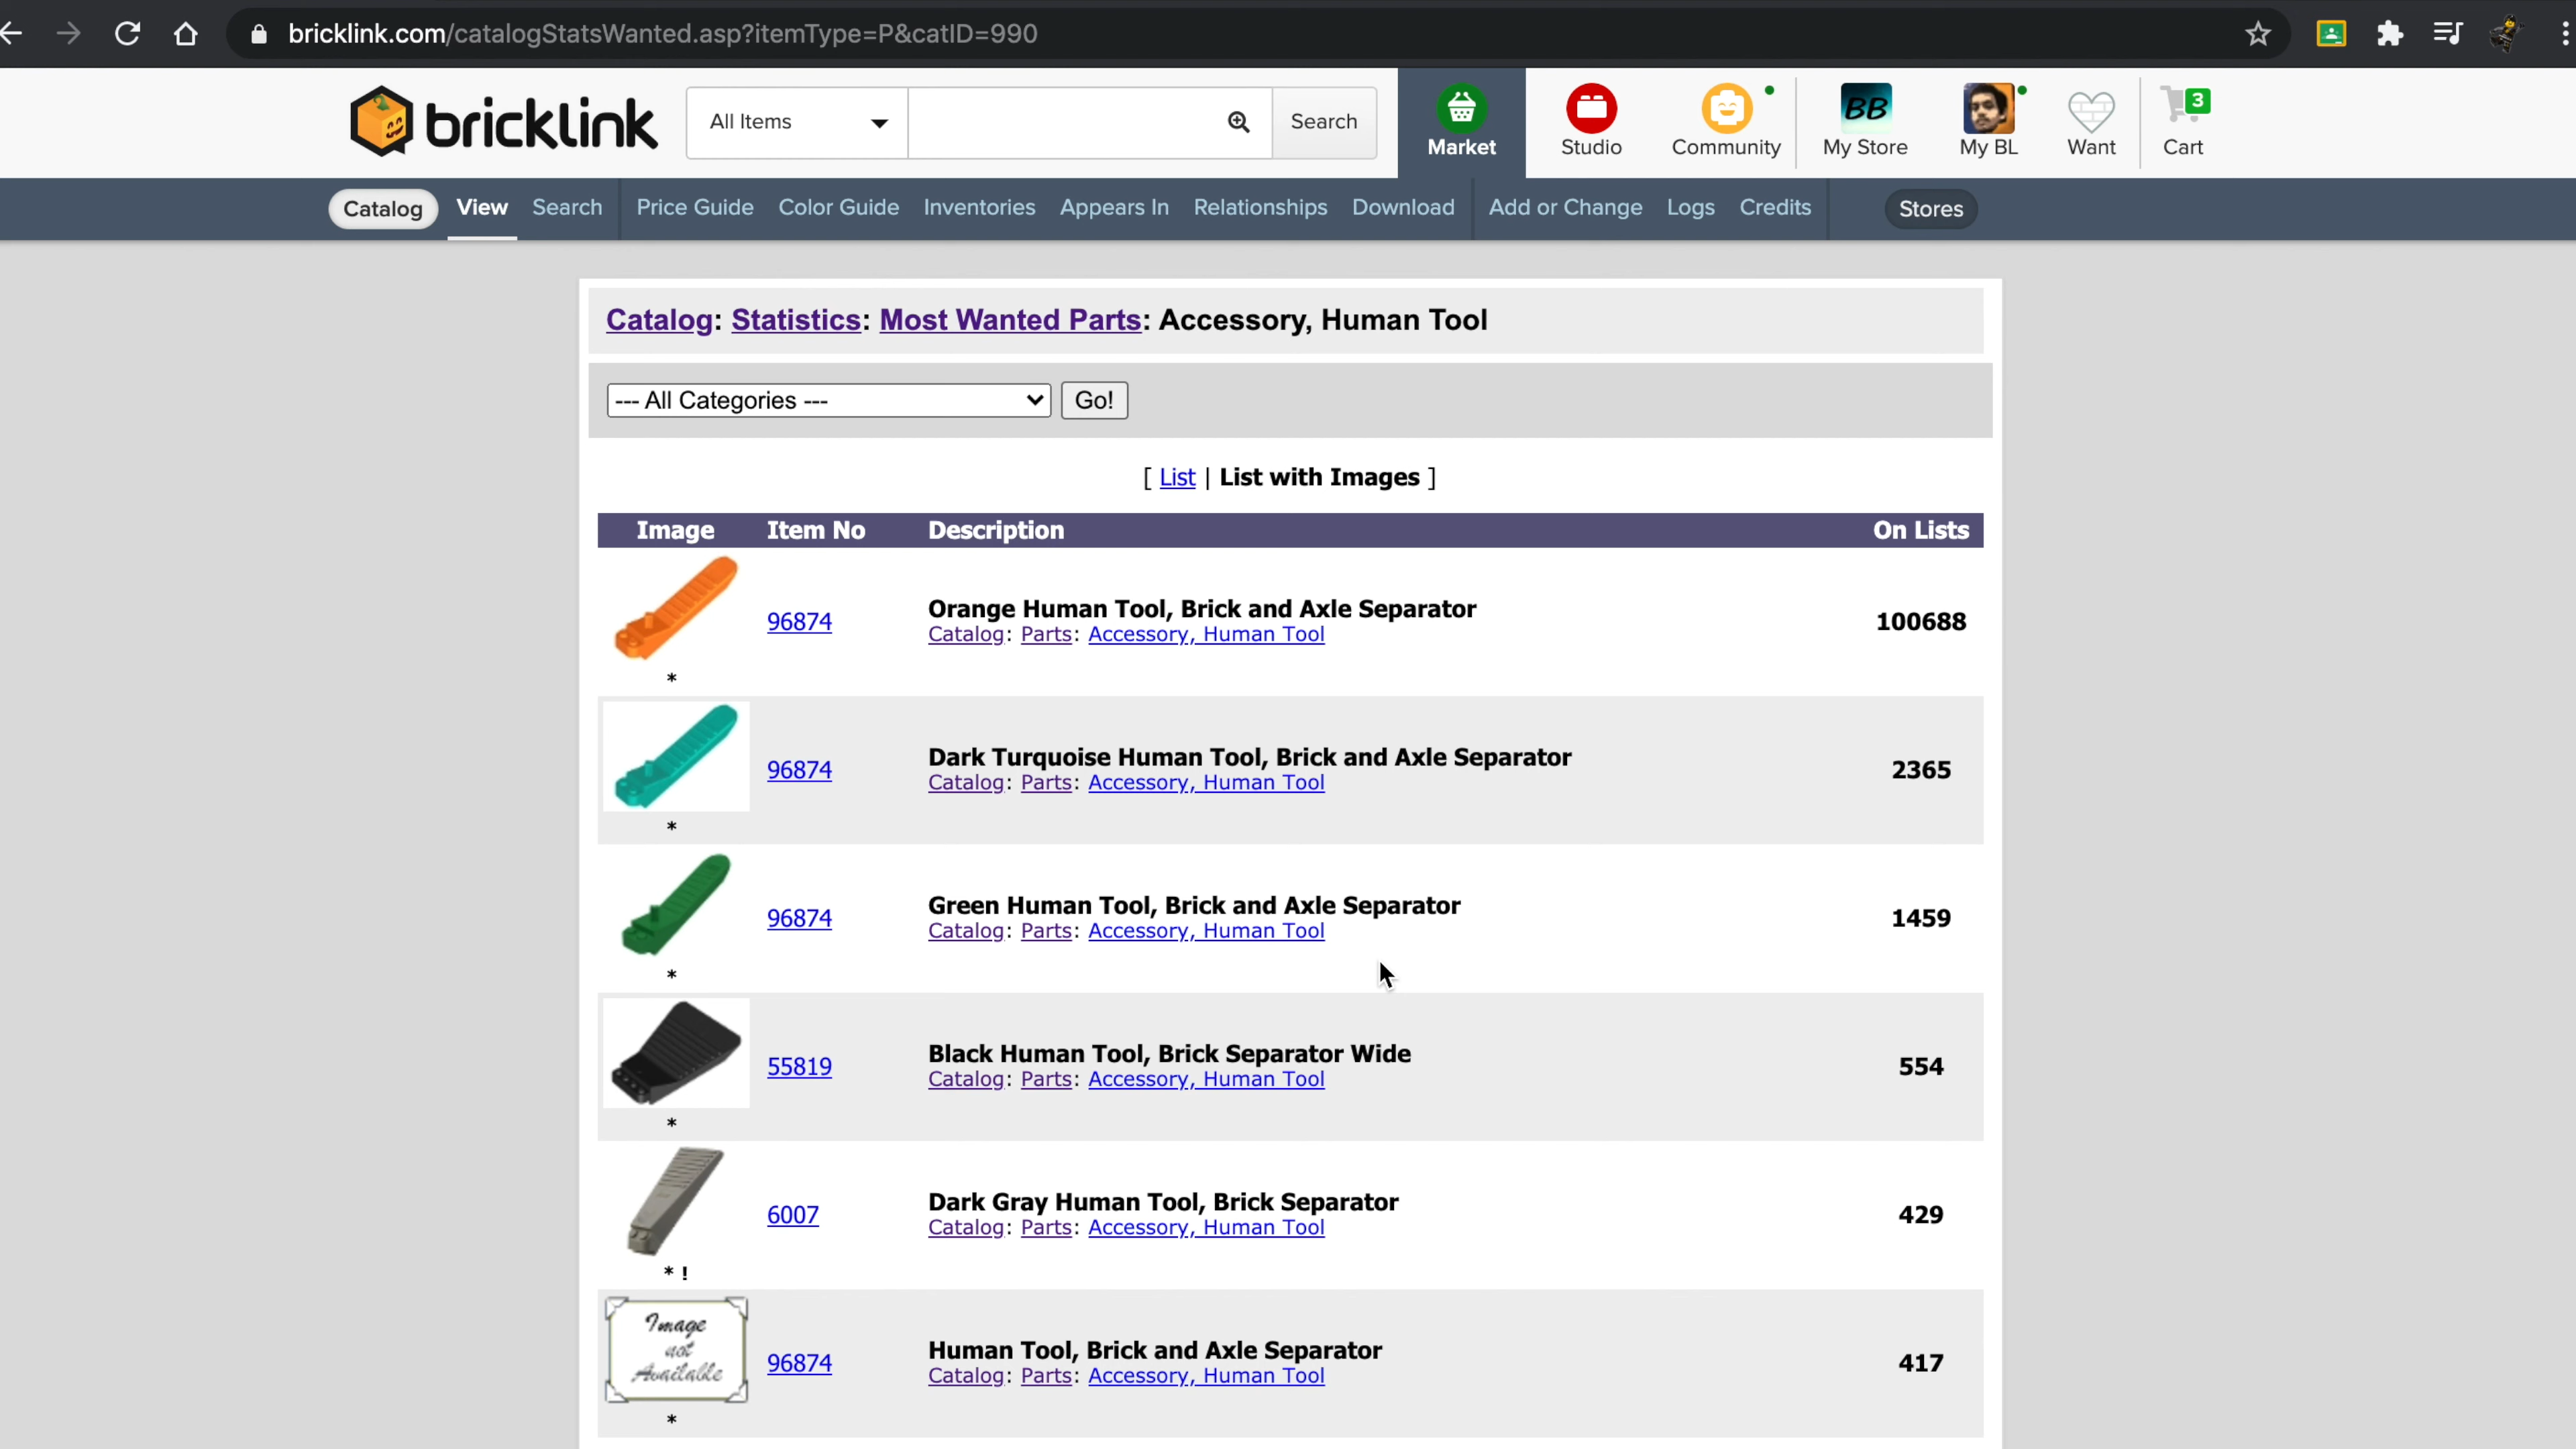 bricklink.com/catalogStatsWanted.asp?itemType=P&catID=990
bricklink
All Items
Search
Market
Studio
Community
BB
My Store
My BL
Want
3
Cart
Catalog View Search Price Guide Color Guide Inventories Appears In Relationships Download Add or Change Logs Credits Stores
Catalog: Statistics: Most Wanted Parts: Accessory, Human Tool
--- All Categories --- Go!
[ List | List with Images ]
Image Item No Description On Lists
96874 Orange Human Tool, Brick and Axle Separator 100688
Catalog: Parts: Accessory, Human Tool
*
96874 Dark Turquoise Human Tool, Brick and Axle Separator 2365
Catalog: Parts: Accessory, Human Tool
*
96874 Green Human Tool, Brick and Axle Separator 1459
Catalog: Parts: Accessory, Human Tool
*
55819 Black Human Tool, Brick Separator Wide 554
Catalog: Parts: Accessory, Human Tool
*
6007 Dark Gray Human Tool, Brick Separator 429
Catalog: Parts: Accessory, Human Tool
* !
Image
not
Available
96874 Human Tool, Brick and Axle Separator 417
Catalog: Parts: Accessory, Human Tool
*